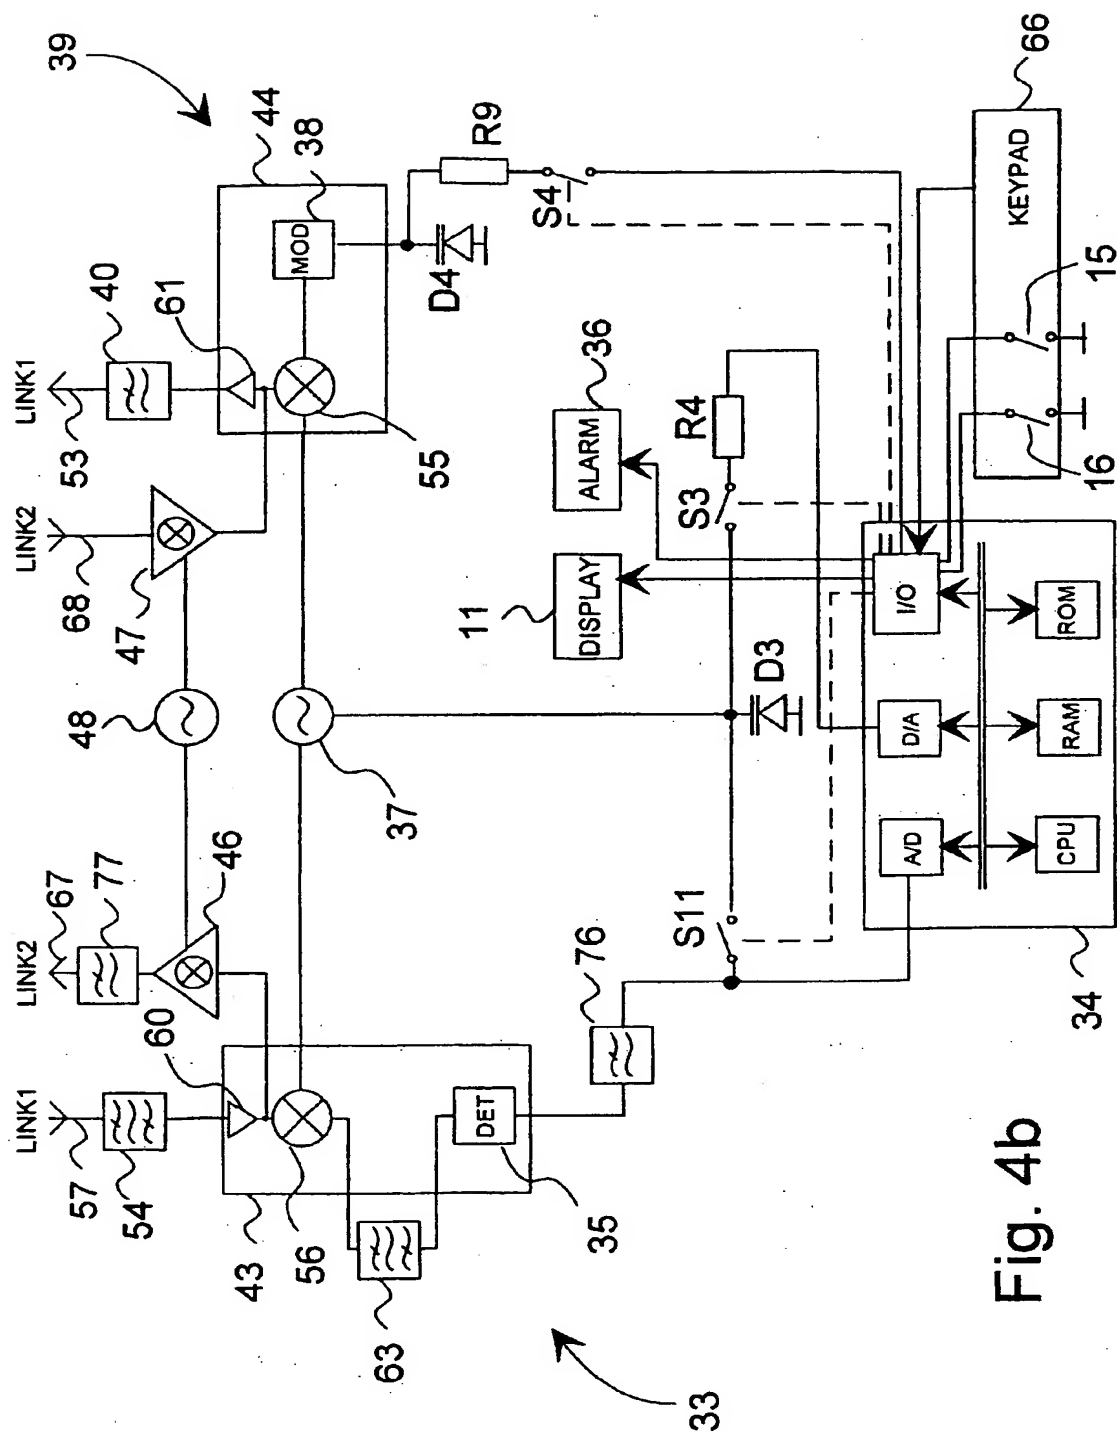 39
LINK1
53
40
61
44
38
MOD
LINK2
68
47
55
48
37
LINK2
67
77
46
LINK1
57
54
60
43
56
63
35
DET
33
R9
S4
D4
36
ALARM
11
DISPLAY
R4
S3
D3
S11
76
34
A/D
D/A
I/O
CPU
RAM
ROM
66
KEYPAD
15
16
Fig. 4b